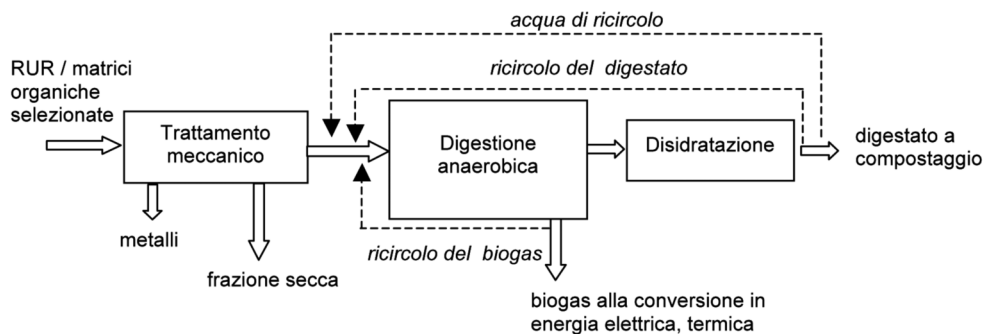 acqua di ricircolo
ricircolo del digestato
RUR / matrici
organiche
selezionate
Trattamento
meccanico
Digestione
anaerobica
Disidratazione
digestato a
compostaggio
metalli
frazione secca
ricircolo del biogas
biogas alla conversione in
energia elettrica, termica